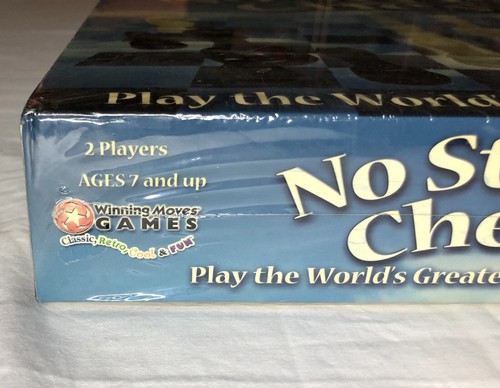 Play the World's
2 Players
AGES 7 and up
Winning Moves
GAMES
Classic, Retro, Cool & FUN
No St
Che
Play the World's Greate